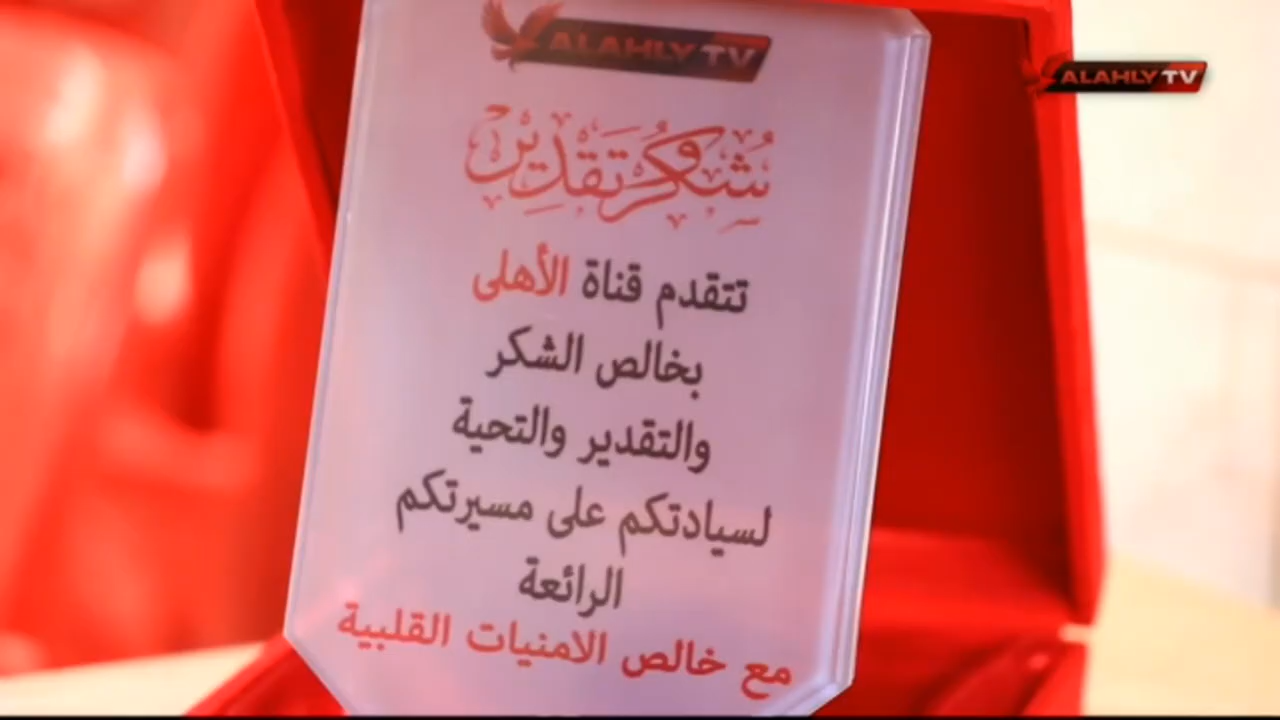 ALAHLY TV
شكر وتقدير
تتقدم قناة الأهلى
بخالص الشكر
والتقدير والتحية
لسيادتكم على مسيرتكم
الرائعة
مع خالص الامنيات القلبية
ALAHLY TV